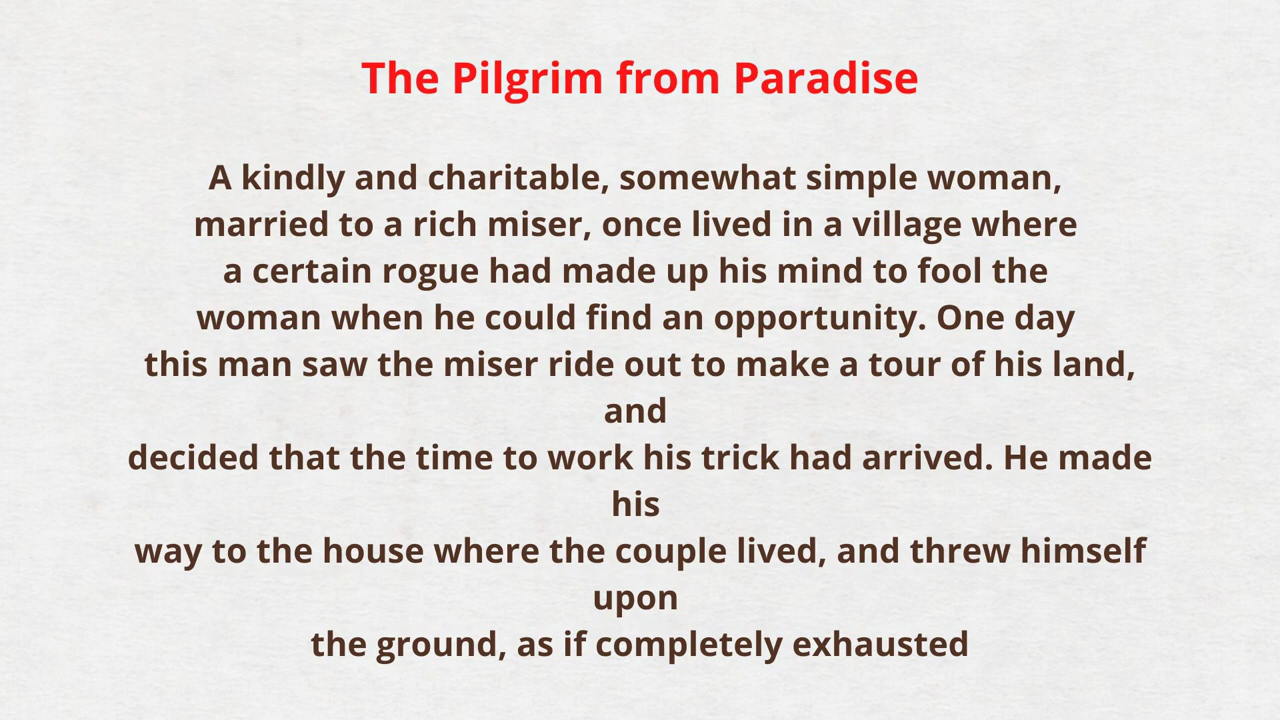 The Pilgrim from Paradise
A kindly and charitable, somewhat simple woman,
married to a rich miser, once lived in a village where
a certain rogue had made up his mind to fool the
woman when he could find an opportunity. One day
this man saw the miser ride out to make a tour of his land,
and
decided that the time to work his trick had arrived. He made
his
way to the house where the couple lived, and threw himself
upon
the ground, as if completely exhausted